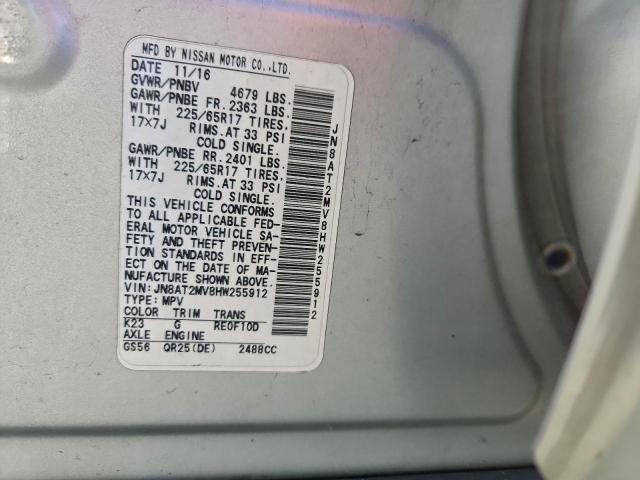 MFD BY NISSAN MOTOR CO.,LTD.
DATE 11/16
GVWR/PNBV 4679 LBS.
GAWR/PNBE FR. 2363 LBS.
WITH 225/65R17 TIRES,
17X7J RIMS.AT 33 PSI
COLD SINGLE.
GAWR/PNBE RR. 2401 LBS.
WITH 225/65R17 TIRES,
17X7J RIMS.AT 33 PSI
COLD SINGLE.
THIS VEHICLE CONFORMS
TO ALL APPLICABLE FED-
ERAL MOTOR VEHICLE SA-
FETY AND THEFT PREVEN-
TION STANDARDS IN EFF-
ECT ON THE DATE OF MA-
NUFACTURE SHOWN ABOVE.
VIN: JN8AT2MV8HW255912
TYPE: MPV
COLOR TRIM TRANS
K23 G RE0F10D
AXLE ENGINE
GS56 QR25(DE) 2488CC
JN8AT2MV8HW255912